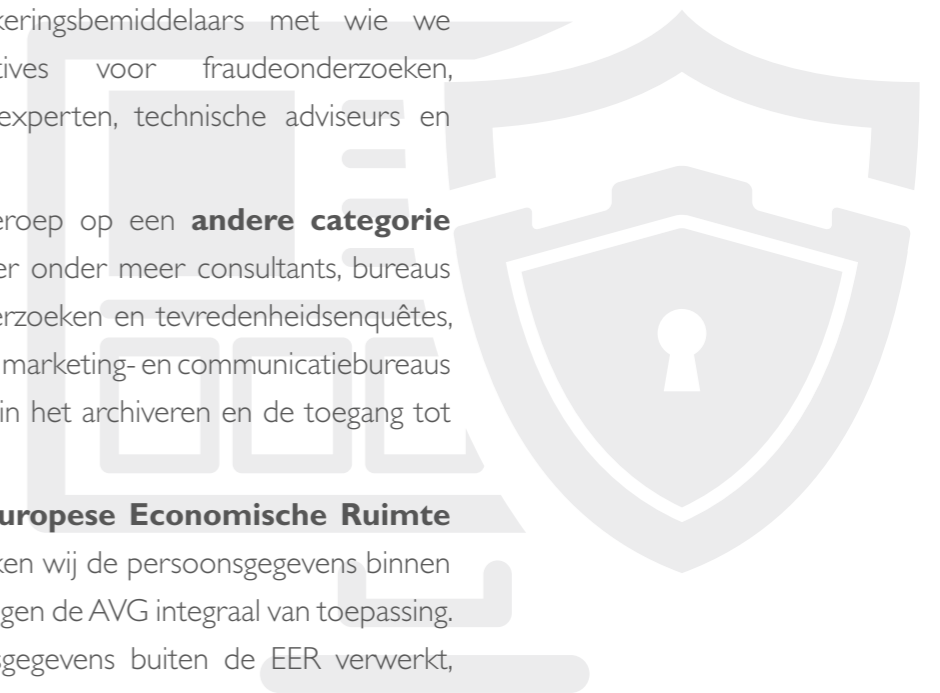 keringsbemiddelaars met wie we
tives voor fraudeonderzoeken,
experten, technische adviseurs en
eroep op een andere categorie
er onder meer consultants, bureaus
erzoeken en tevredenheidsenquêtes,
marketing- en communicatiebureaus
in het archiveren en de toegang tot
uropese Economische Ruimte
ken wij de persoonsgegevens binnen
gen de AVG integraal van toepassing.
sgegevens buiten de EER verwerkt,